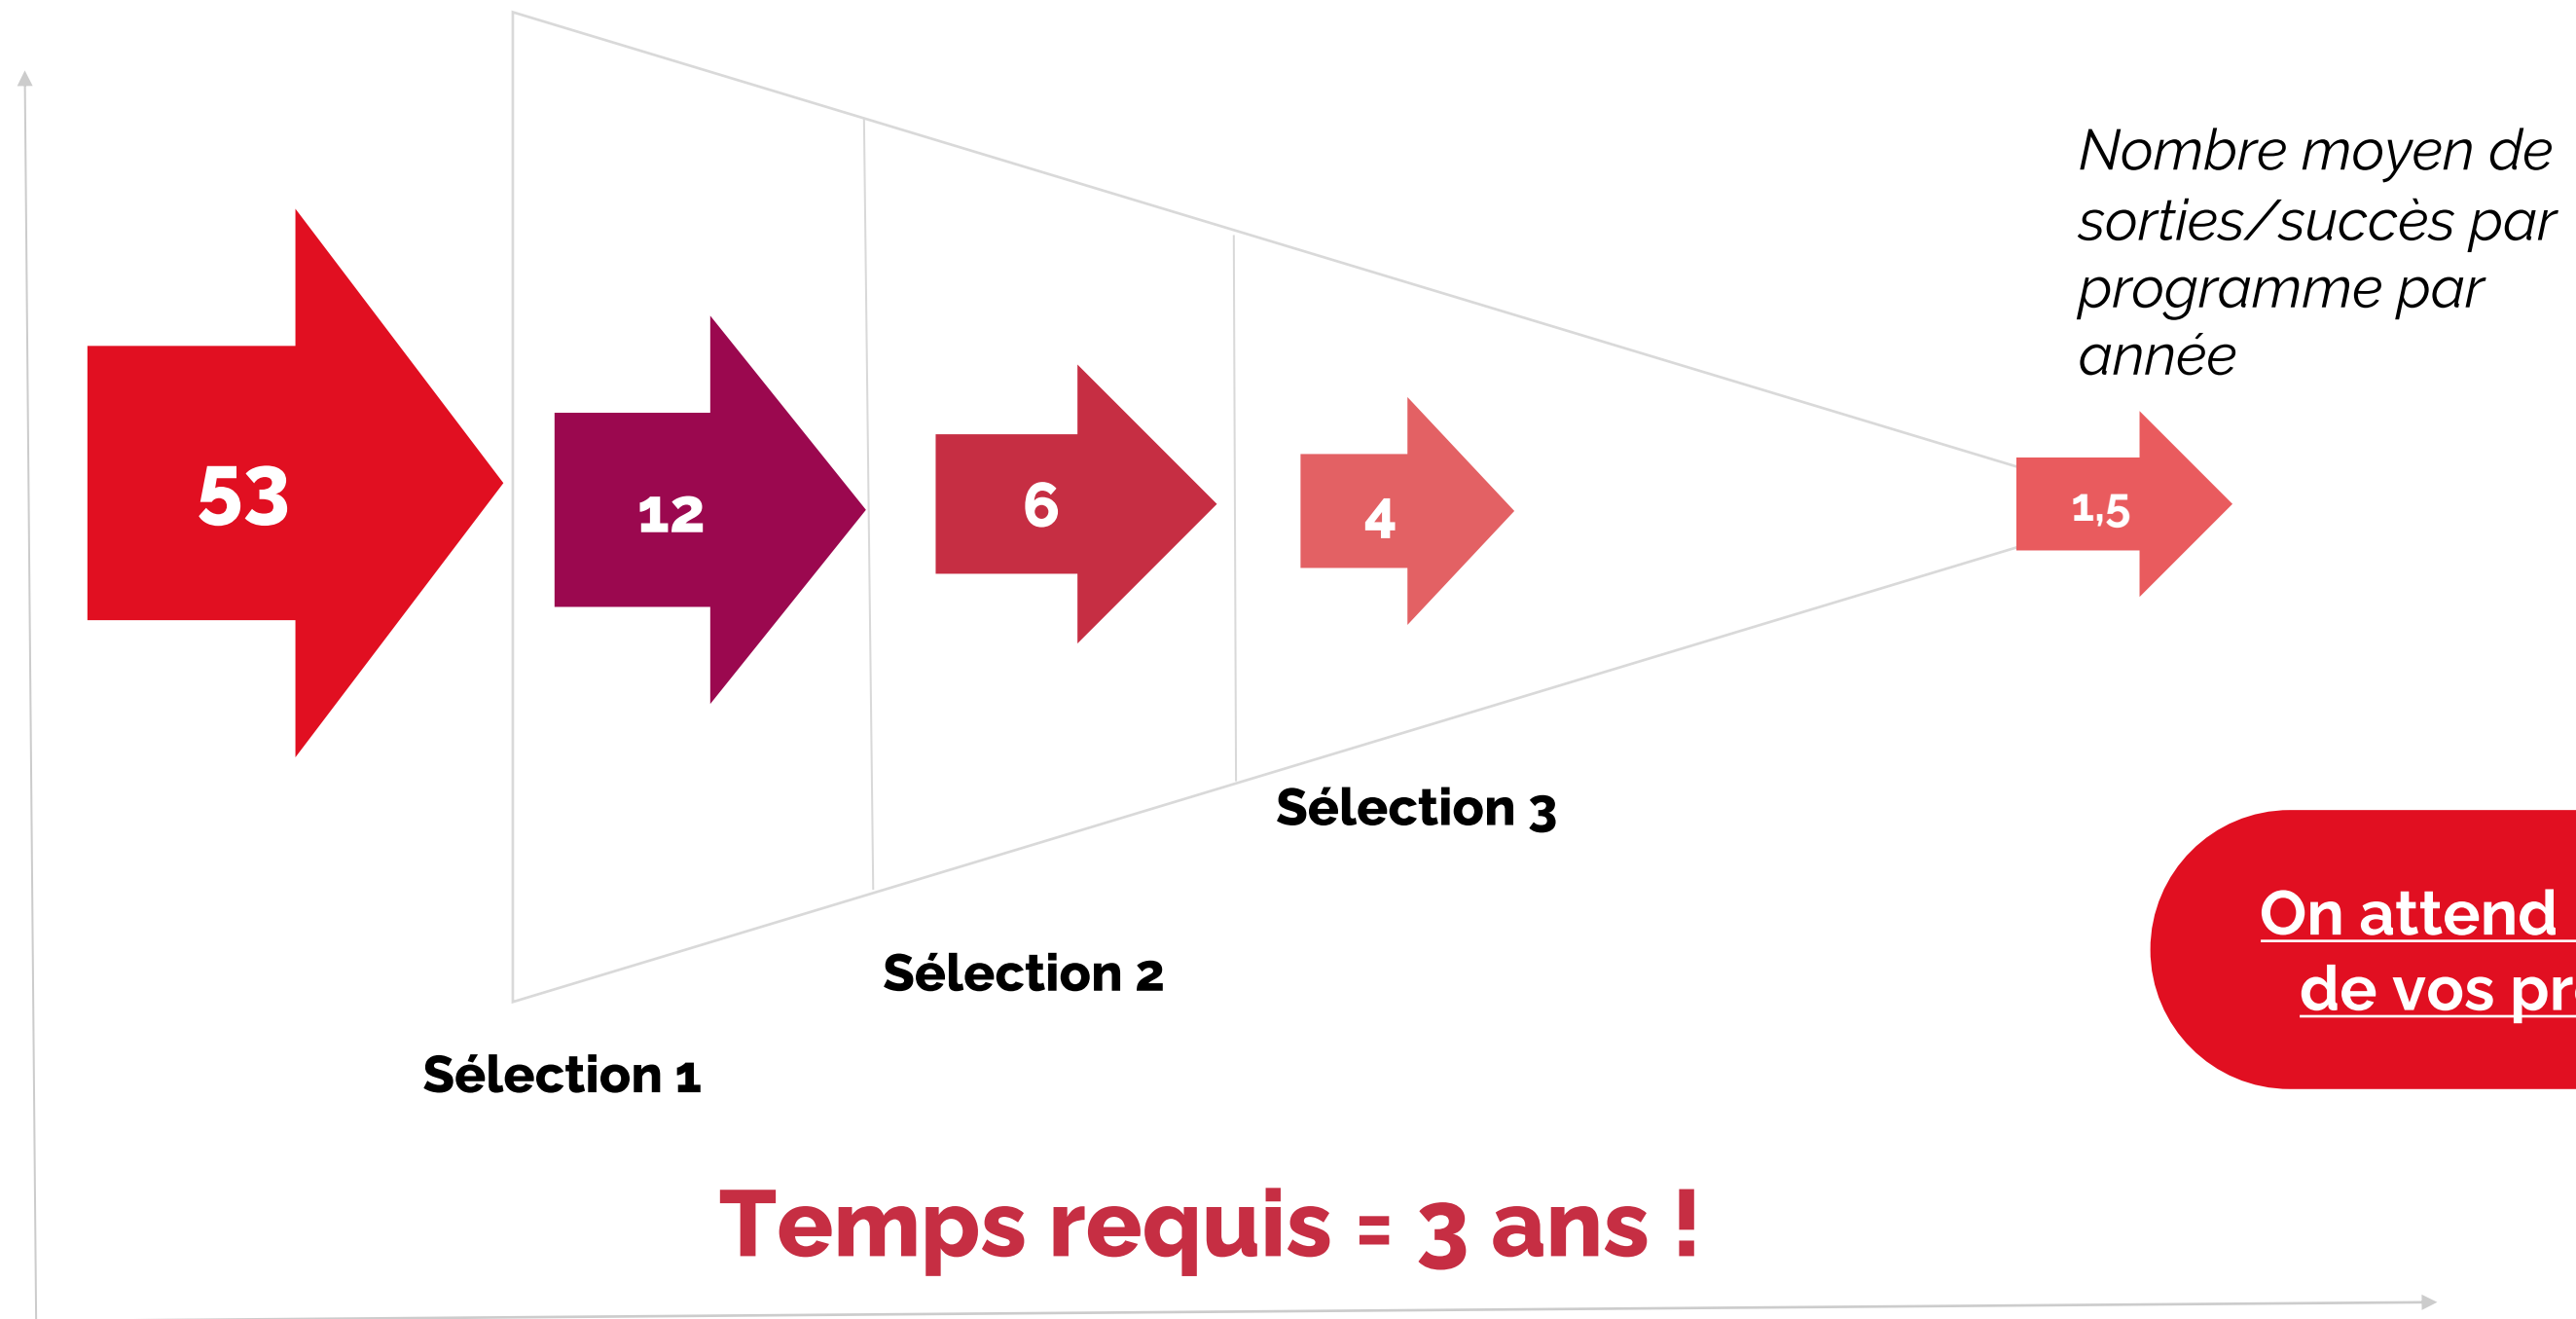 Nombre moyen de
sorties/succès par
programme par
année
53
12
6
4
1,5
Sélection 3
On attend
de vos
Sélection 2
Sélection 1
Temps requis = 3 ans !